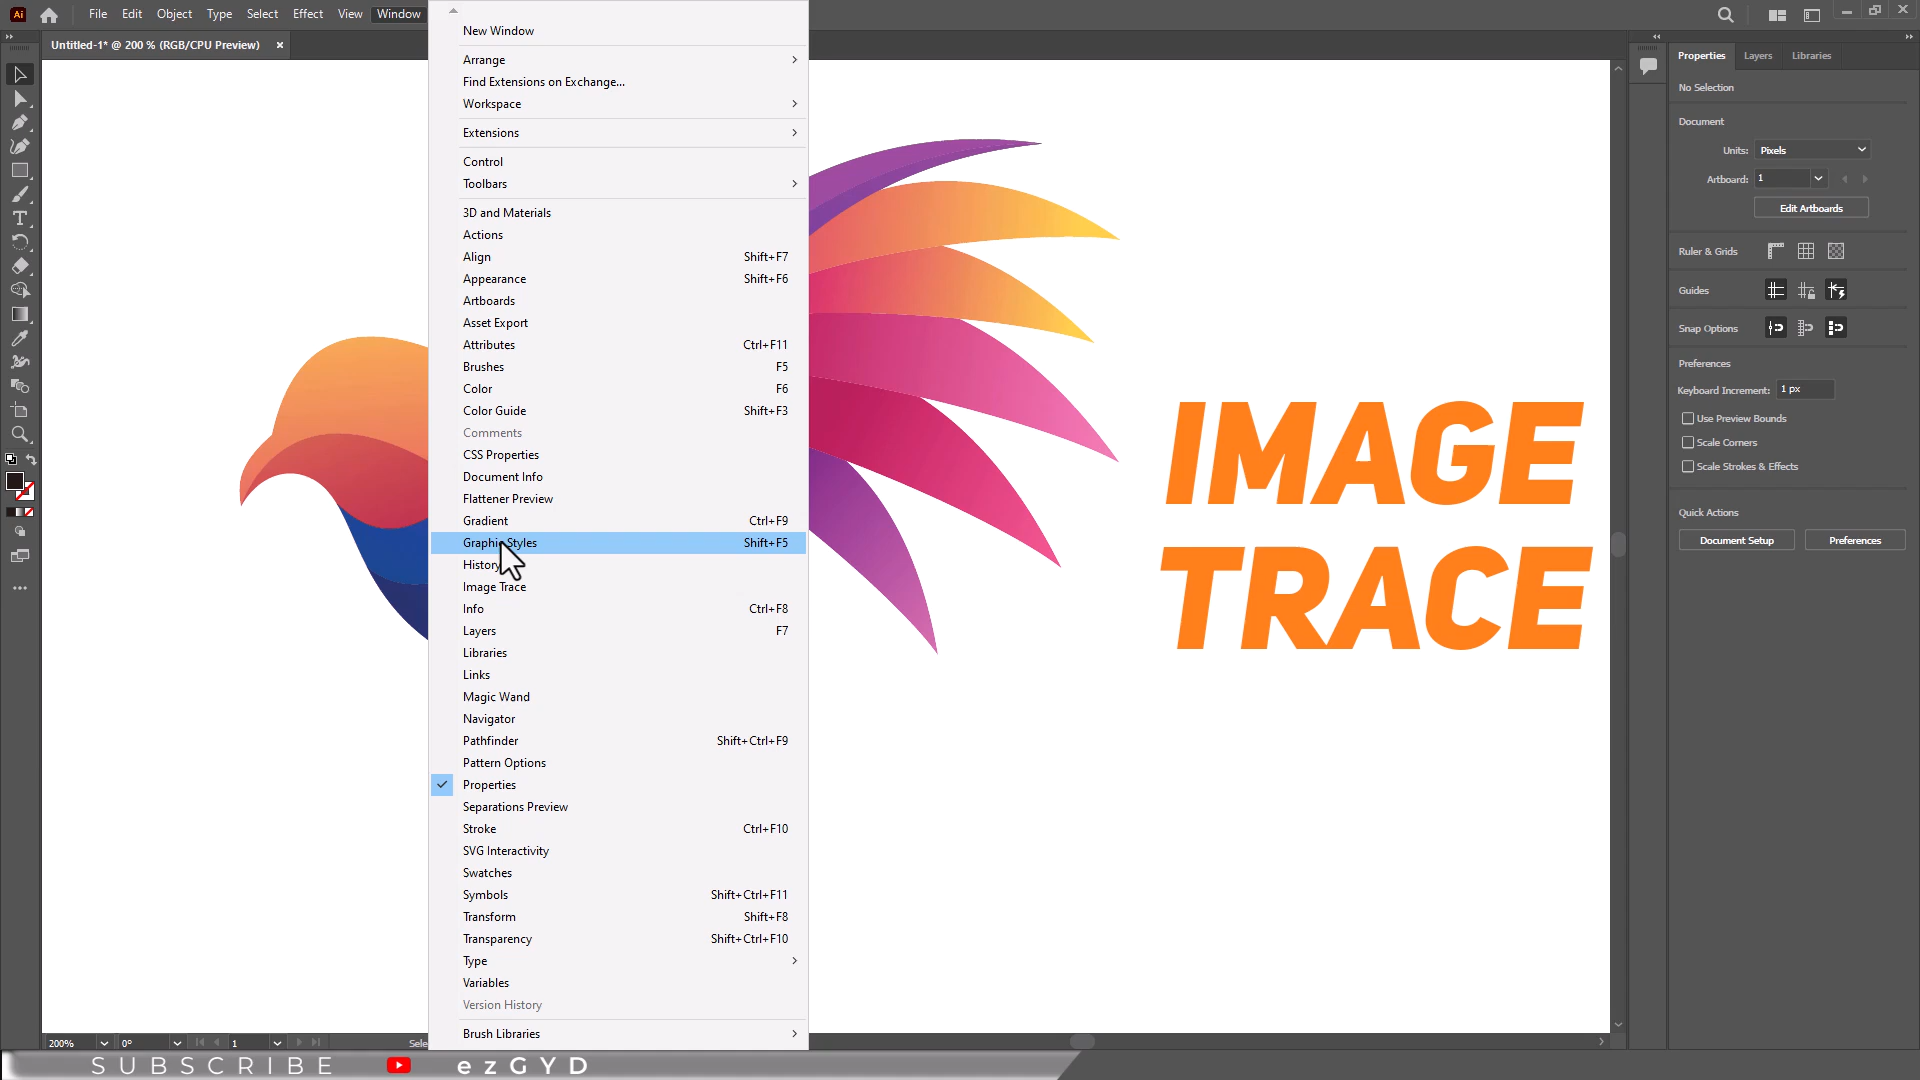 Ai
File Edit Object Type Select Effect View Window
Untitled-1* @ 200 % (RGB/CPU Preview) ×
New Window
Arrange
Find Extensions on Exchange...
Workspace
Extensions
Control
Toolbars
3D and Materials
Actions
Align Shift+F7
Appearance Shift+F6
Artboards
Asset Export
Attributes Ctrl+F11
Brushes F5
Color F6
Color Guide Shift+F3
Comments
CSS Properties
Document Info
Flattener Preview
Gradient Ctrl+F9
Graphic Styles Shift+F5
History
Image Trace
Info Ctrl+F8
Layers F7
Libraries
Links
Magic Wand
Navigator
Pathfinder Shift+Ctrl+F9
Pattern Options
Properties
Separations Preview
Stroke Ctrl+F10
SVG Interactivity
Swatches
Symbols Shift+Ctrl+F11
Transform Shift+F8
Transparency Shift+Ctrl+F10
Type
Variables
Version History
Brush Libraries
IMAGE
TRACE
Properties Layers Libraries
No Selection
Document
Units: Pixels
Artboard: 1
Edit Artboards
Ruler & Grids
Guides
Snap Options
Preferences
Keyboard Increment: 1 px
Use Preview Bounds
Scale Corners
Scale Strokes & Effects
Quick Actions
Document Setup Preferences
200% 0° 1 Sele
SUBSCRIBE ezGYD